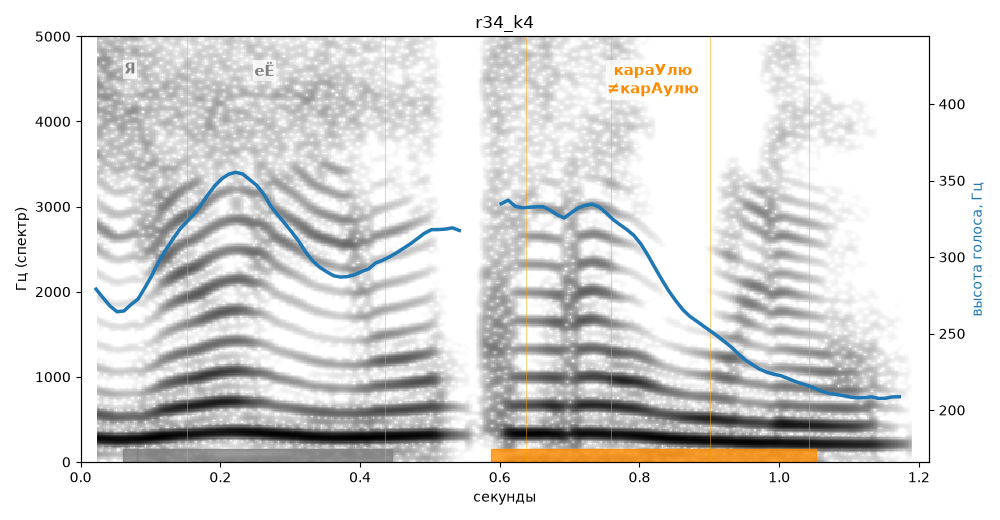 r34_k4
Я
еЁ
караУлю
≠карАулю
Гц (спектр)
5000
4000
3000
2000
1000
0
0.0
0.2
0.4
0.6
0.8
1.0
1.2
секунды
400
350
300
250
200
высота голоса, Гц